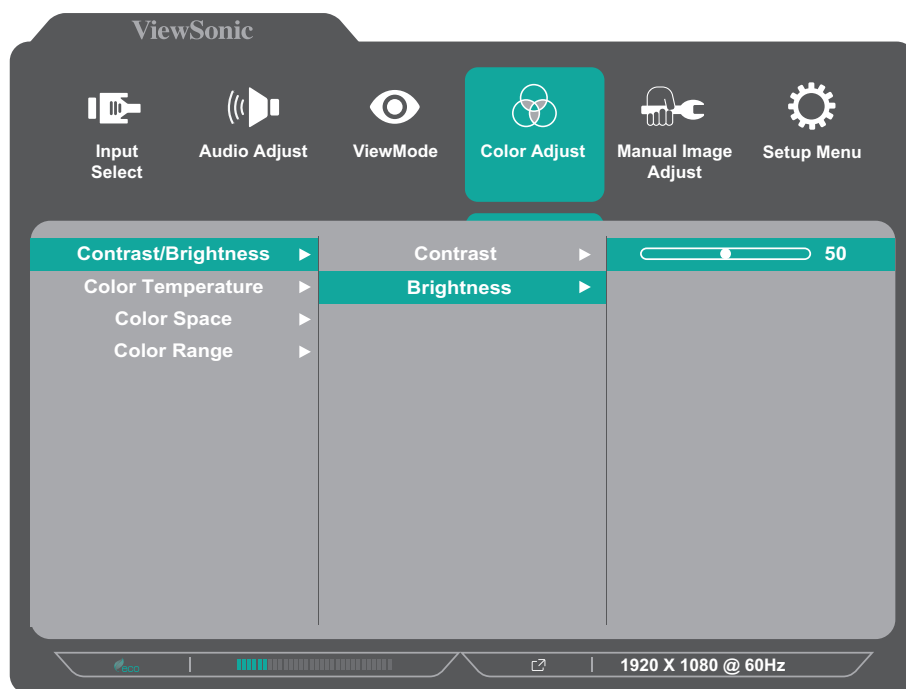 ViewSonic
Input
Select
Audio Adjust
ViewMode
Color Adjust
Manual Image
Adjust
Setup Menu
Contrast/Brightness
Contrast
50
Color Temperature
Brightness
Color Space
Color Range
eco
1920 X 1080 @ 60Hz